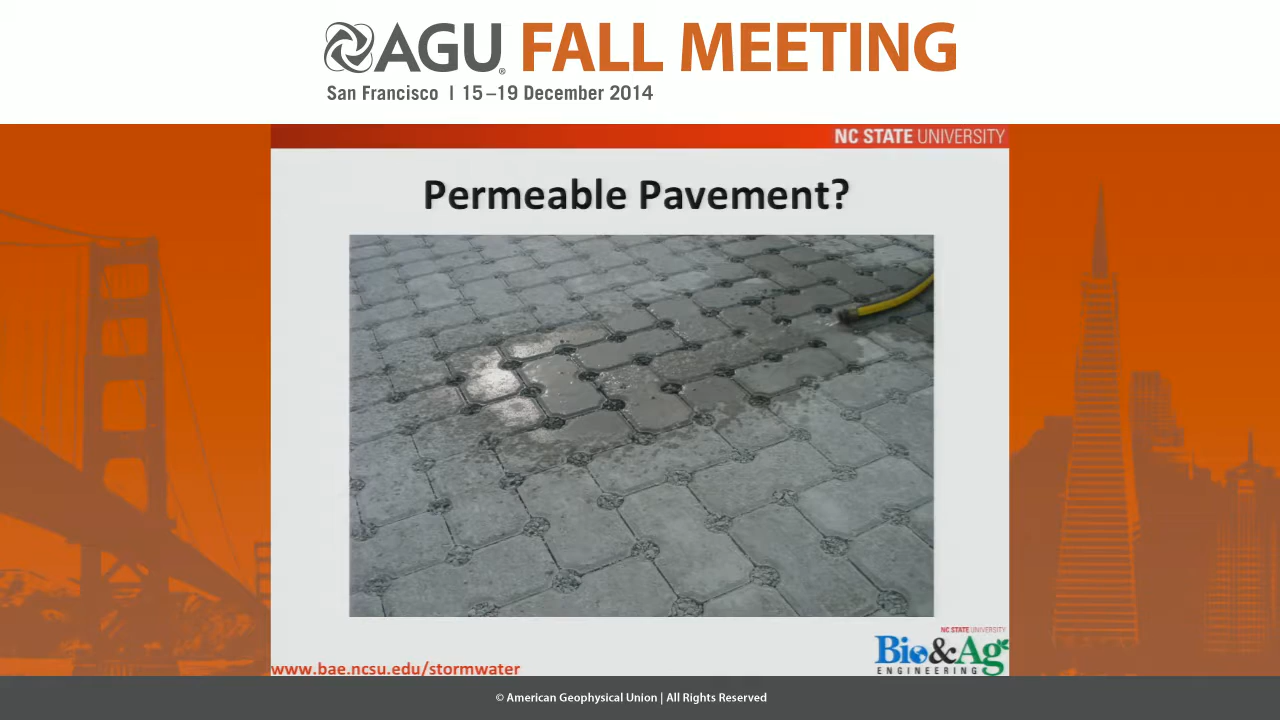 AGU® FALL MEETING
San Francisco | 15–19 December 2014
NC STATE UNIVERSITY
Permeable Pavement?
NC STATE UNIVERSITY
Bio&Ag
ENGINEERING
www.bae.ncsu.edu/stormwater
© American Geophysical Union | All Rights Reserved